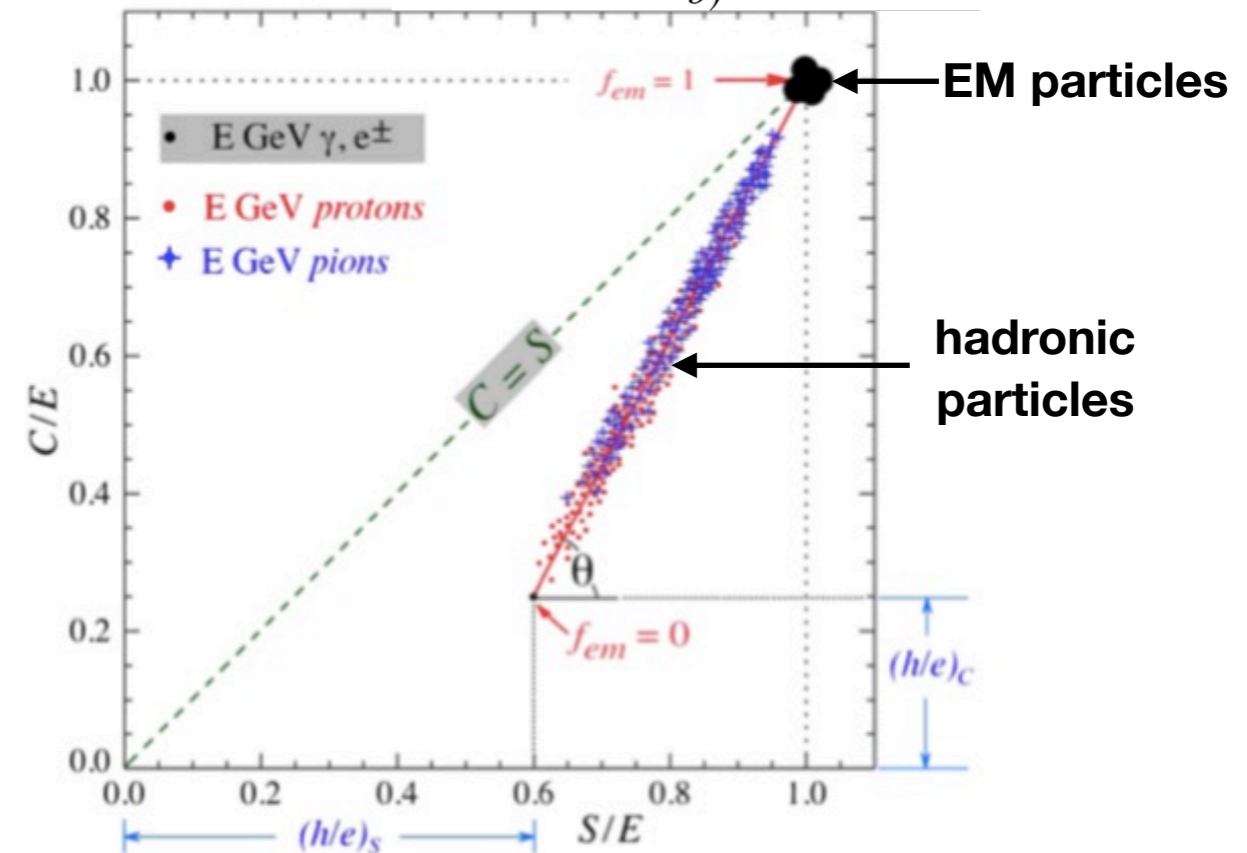 1.0
f_em = 1
EM particles
• E GeV γ, e±
0.8
• E GeV protons
E GeV pions
C = S
0.6
hadronic
particles
C/E
0.4
θ
0.2
f_em = 0
(h/e)_C
0.0
0.0 0.2 0.4 0.6 0.8 1.0
(h/e)_S
S/E